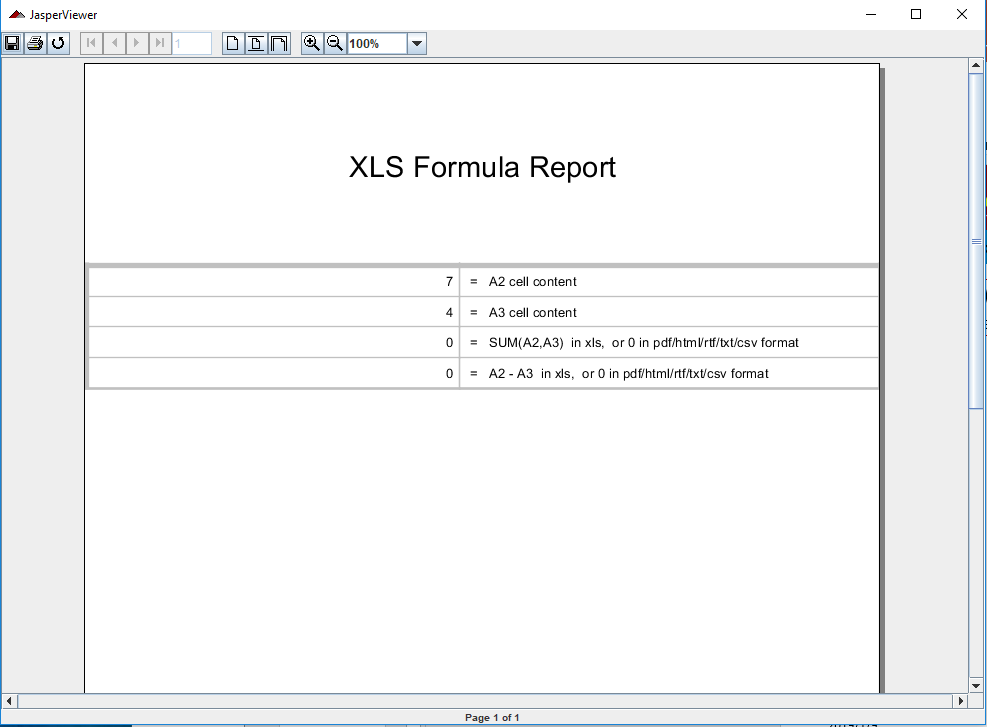 JasperViewer
1
100%
XLS Formula Report
7 = A2 cell content
4 = A3 cell content
0 = SUM(A2,A3) in xls, or 0 in pdf/html/rtf/txt/csv format
0 = A2 - A3 in xls, or 0 in pdf/html/rtf/txt/csv format
Page 1 of 1